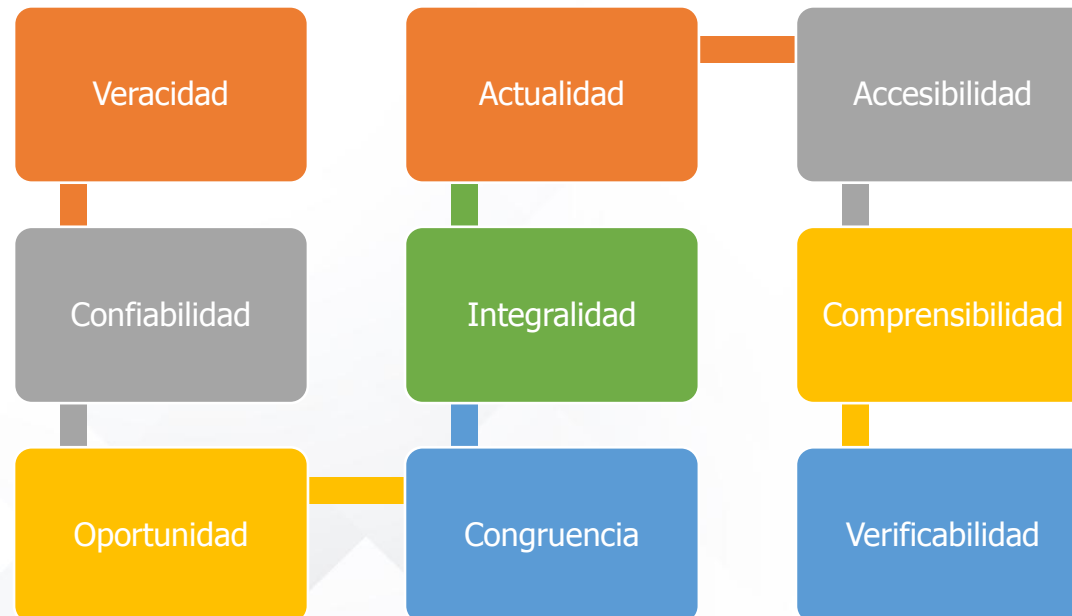 Veracidad
Confiabilidad
Oportunidad
Congruencia
Integralidad
Actualidad
Accesibilidad
Comprensibilidad
Verificabilidad